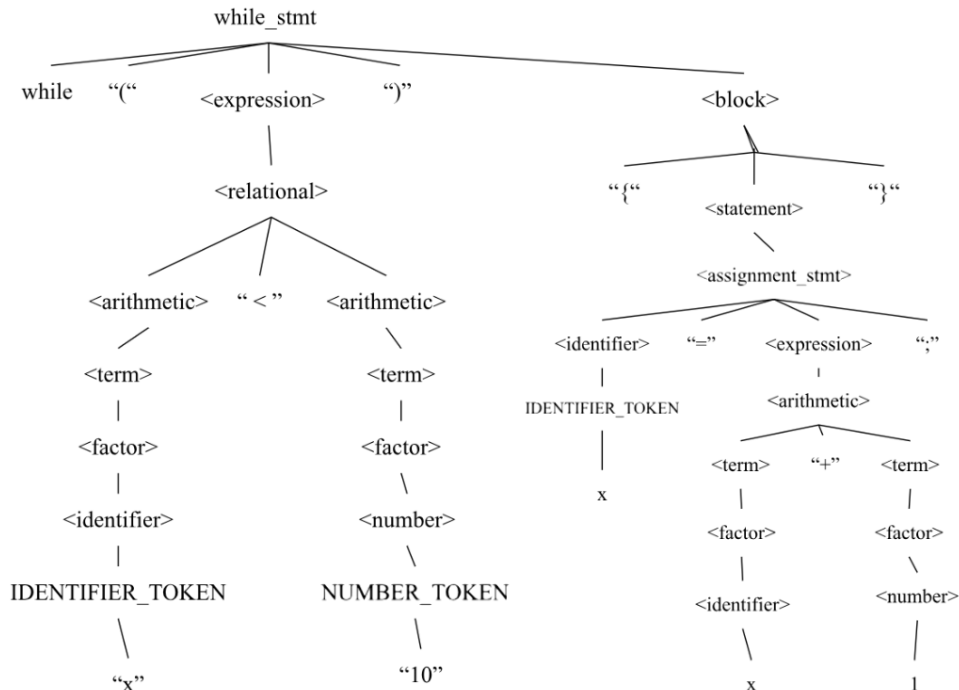 while_stmt
while “(“ <expression> “)” <block>
<relational> “{“ <statement> “}“
<assignment_stmt>
<arithmetic> “ < ” <arithmetic>
<identifier> “=” <expression> “;”
<term> <term>
IDENTIFIER_TOKEN <arithmetic>
<factor> <factor>
<term> “+” <term>
x
<identifier> <number>
<factor> <factor>
IDENTIFIER_TOKEN NUMBER_TOKEN
<identifier> <number>
“x” “10”
x 1